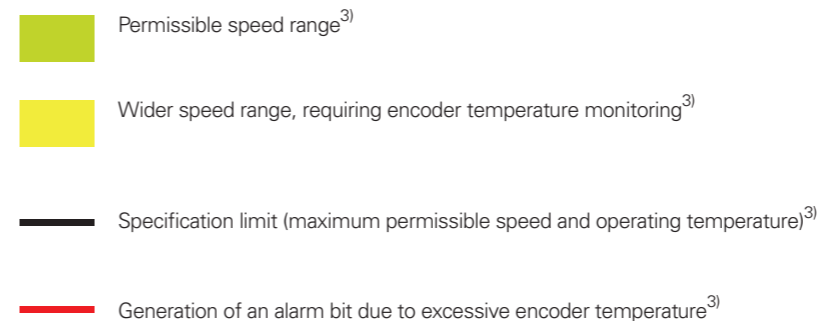 Permissible speed range3)
Wider speed range, requiring encoder temperature monitoring3)
Specification limit (maximum permissible speed and operating temperature)3)
Generation of an alarm bit due to excessive encoder temperature3)